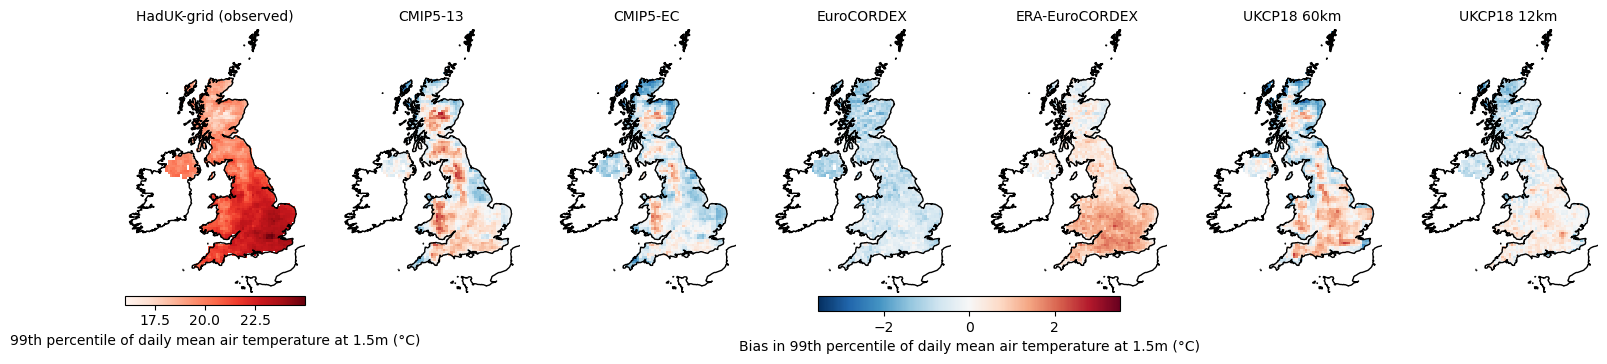 HadUK-grid (observed)
CMIP5-13
CMIP5-EC
EuroCORDEX
ERA-EuroCORDEX
UKCP18 60km
UKCP18 12km
17.5 20.0 22.5
99th percentile of daily mean air temperature at 1.5m (°C)
−2 0 2
Bias in 99th percentile of daily mean air temperature at 1.5m (°C)